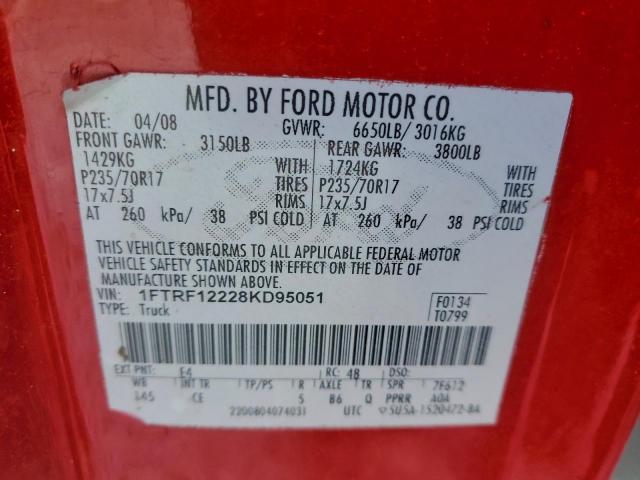 MFD. BY FORD MOTOR CO.
DATE: 04/08 GVWR: 6650LB/ 3016KG
FRONT GAWR: 3150LB REAR GAWR: 3800LB
1429KG WITH 1724KG WITH
P235/70R17 TIRES P235/70R17 TIRES
17x7.5J RIMS 17x7.5J RIMS
AT 260 kPa/ 38 PSI COLD AT 260 kPa/ 38 PSI COLD
THIS VEHICLE CONFORMS TO ALL APPLICABLE FEDERAL MOTOR
VEHICLE SAFETY STANDARDS IN EFFECT ON THE DATE OF
MANUFACTURE SHOWN ABOVE.
VIN: 1FTRF12228KD95051 F0134
TYPE: Truck T0799
EXT PNT: E4 RC: 48 DSO:
WB INT TR TP/PS R AXLE TR SPR 7F612
145 CE 5 B6 Q PPRR A0A
2200804074031 UTC